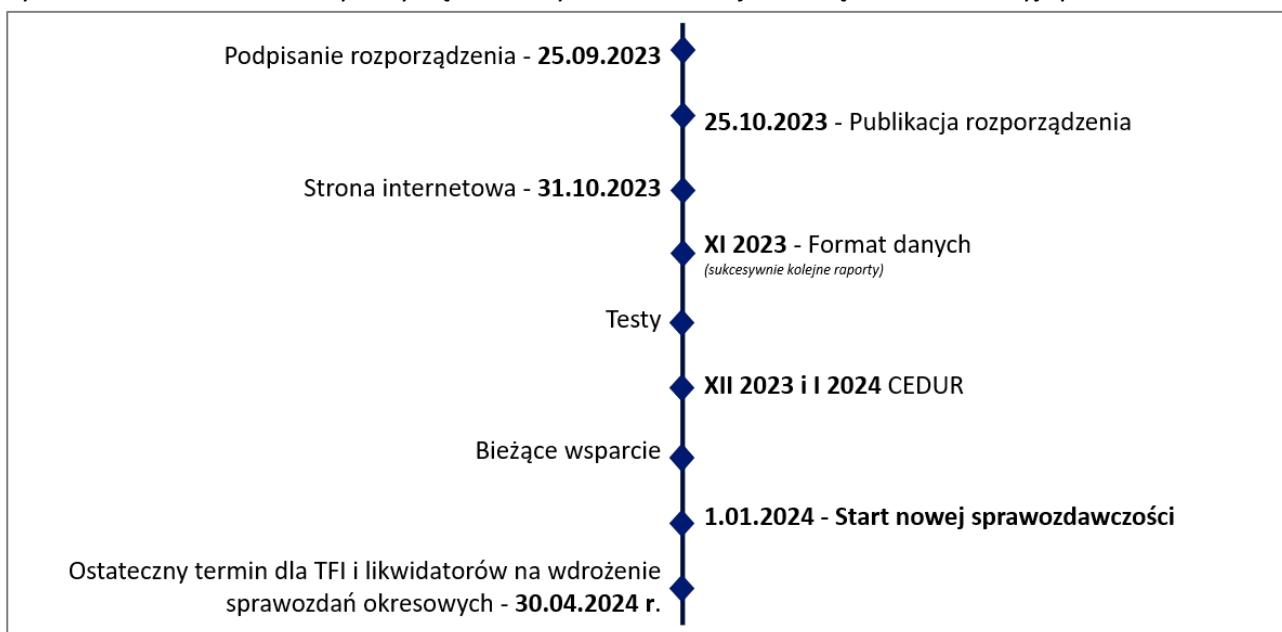 Podpisanie rozporządzenia - 25.09.2023
25.10.2023 - Publikacja rozporządzenia
Strona internetowa - 31.10.2023
XI 2023 - Format danych
(sukcesywnie kolejne raporty)
Testy
XII 2023 i I 2024 CEDUR
Bieżące wsparcie
1.01.2024 - Start nowej sprawozdawczości
Ostateczny termin dla TFI i likwidatorów na wdrożenie
sprawozdań okresowych - 30.04.2024 r.